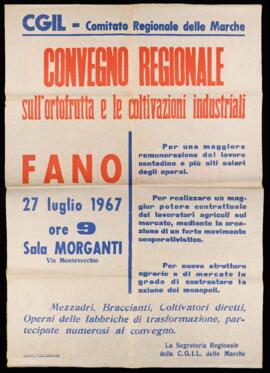 CGIL - Comitato Regionale delle Marche
CONVEGNO REGIONALE
sull'ortofrutta e le coltivazioni industriali
FANO
27 luglio 1967
ore 9
Sala MORGANTI
Via Montevecchio
Per una maggiore
remunerazione del lavoro
contadino e più alti salari
degli operai.
Per realizzare un mag-
gior potere contrattuale
dei lavoratori agricoli sul
mercato, mediante la creazio-
ne di un forte movimento
cooperativistico.
Per nuove strutture
agrarie e di mercato in
grado di contrastare la
azione dei monopoli.
Mezzadri, Braccianti, Coltivatori diretti,
Operai delle fabbriche di trasformazione, par-
tecipate numerosi al convegno.
La Segreteria Regionale
della C.G.I.L. delle Marche